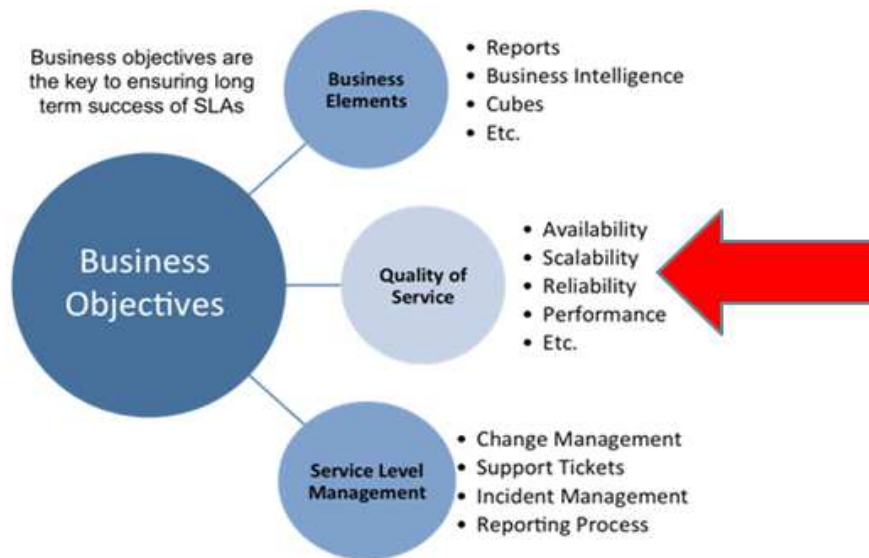 Business objectives are
the key to ensuring long
term success of SLAs
Business
Objectives
Business
Elements
• Reports
• Business Intelligence
• Cubes
• Etc.
Quality of
Service
• Availability
• Scalability
• Reliability
• Performance
• Etc.
Service Level
Management
• Change Management
• Support Tickets
• Incident Management
• Reporting Process